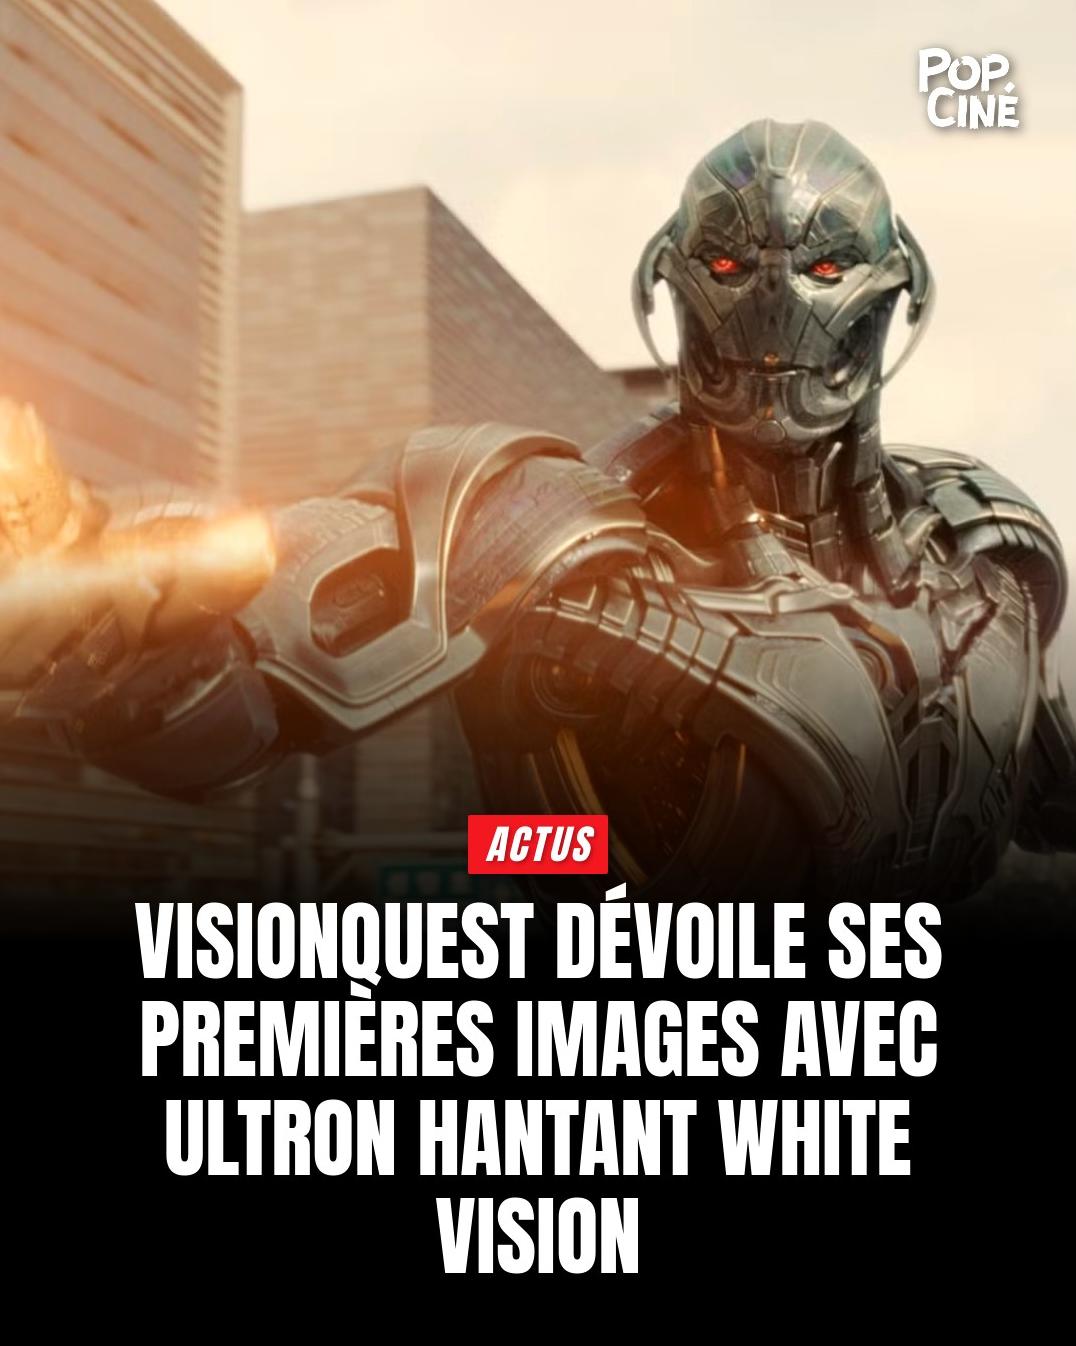 POP.
CINÉ
ACTUS
VISIONQUEST DÉVOILE SES
PREMIÈRES IMAGES AVEC
ULTRON HANTANT WHITE
VISION